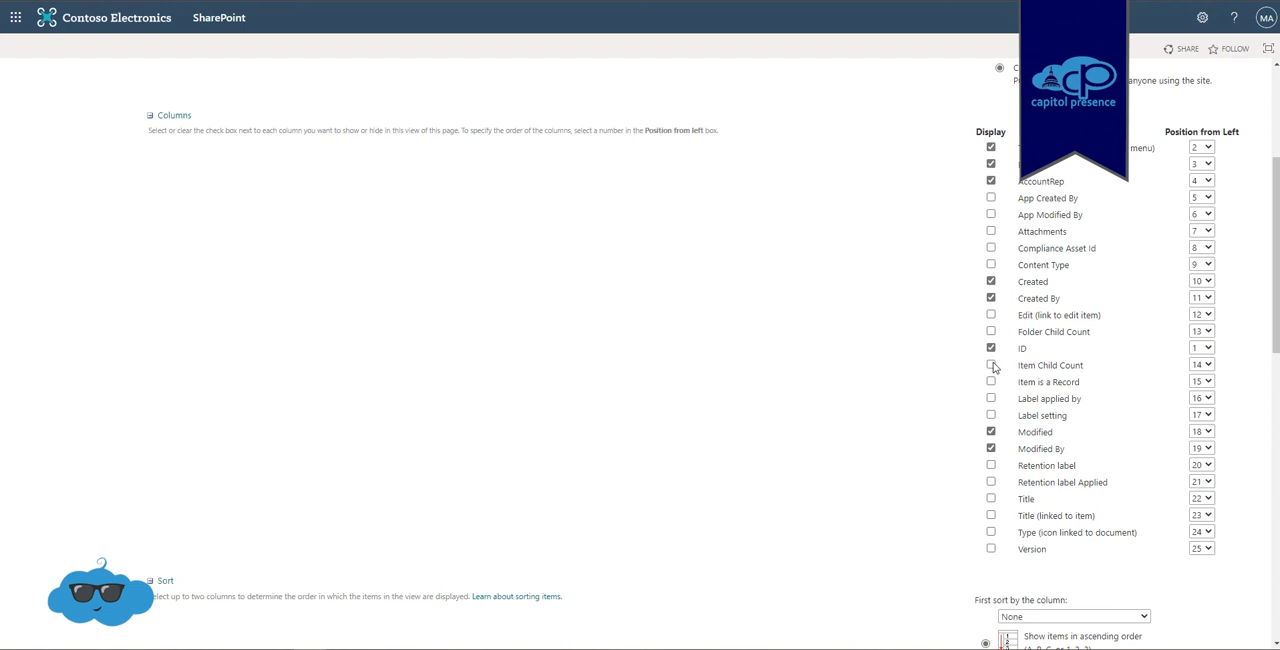 Contoso Electronics SharePoint
? MA
SHARE FOLLOW
capitol presence
anyone using the site.
Columns
Select or clear the check box next to each column you want to show or hide in this view of this page. To specify the order of the columns, select a number in the Position from left box.
Display Position from Left
menu) 2
3
AccountRep 4
App Created By 5
App Modified By 6
Attachments 7
Compliance Asset Id 8
Content Type 9
Created 10
Created By 11
Edit (link to edit item) 12
Folder Child Count 13
ID 1
Item Child Count 14
Item is a Record 15
Label applied by 16
Label setting 17
Modified 18
Modified By 19
Retention label 20
Retention label Applied 21
Title 22
Title (linked to item) 23
Type (icon linked to document) 24
Version 25
Sort
elect up to two columns to determine the order in which the items in the view are displayed. Learn about sorting items.
First sort by the column:
None
Show items in ascending order